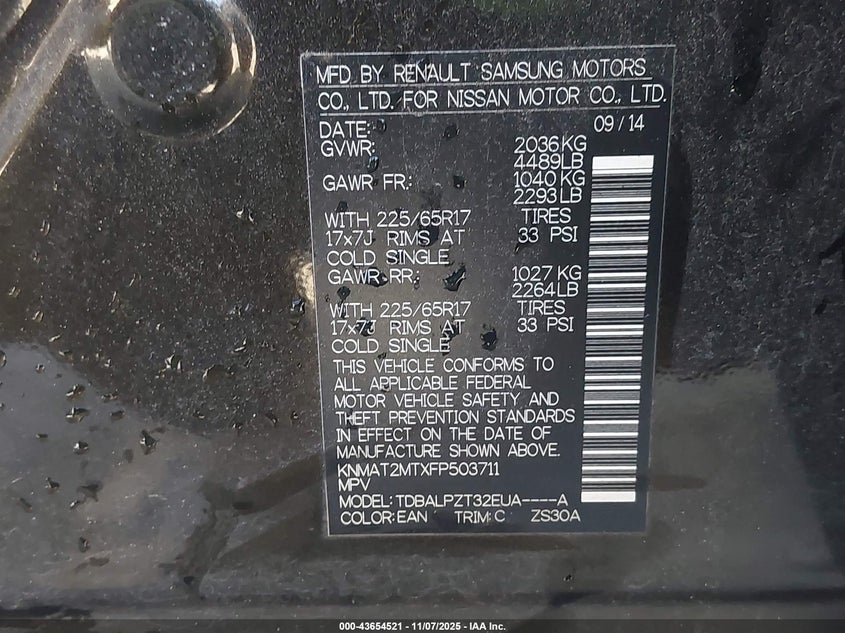 MFD. BY RENAULT SAMSUNG MOTORS
CO., LTD. FOR NISSAN MOTOR CO., LTD.
DATE: 09/14
GVWR: 2036KG
4489LB
GAWR FR: 1040KG
2293LB
WITH 225/65R17 TIRES
17x7J RIMS AT 33 PSI
COLD SINGLE
GAWR RR: 1027KG
2264LB
WITH 225/65R17 TIRES
17x7J RIMS AT 33 PSI
COLD SINGLE
THIS VEHICLE CONFORMS TO
ALL APPLICABLE FEDERAL
MOTOR VEHICLE SAFETY AND
THEFT PREVENTION STANDARDS
IN EFFECT ON THE DATE OF
MANUFACTURE SHOWN ABOVE.
KNMAT2MTXFP503711
MPV
MODEL: TDBALPZT32EUA----A
COLOR: EAN TRIM: C ZS30A
000-43654521 - 11/07/2025 - IAA Inc.